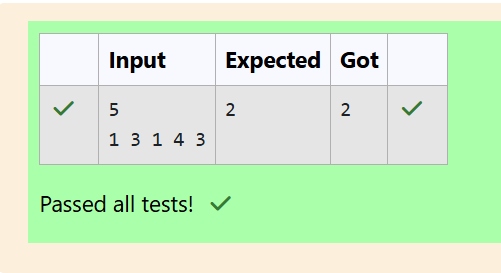 Input Expected Got
5 2 2
1 3 1 4 3
Passed all tests!